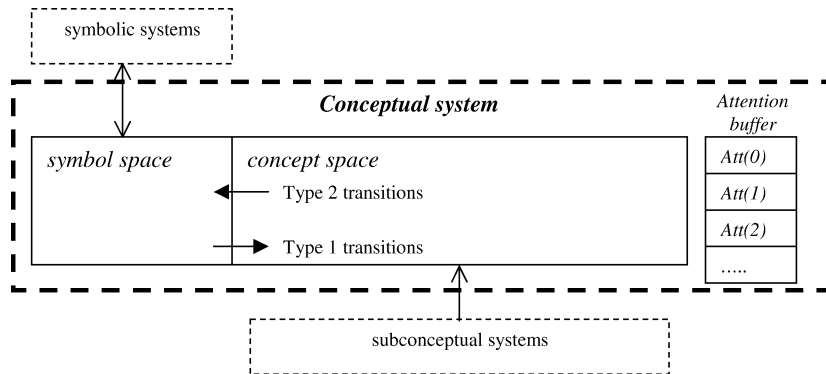 symbolic systems
Conceptual system
Attention
buffer
symbol space
concept space
Att(0)
Type 2 transitions
Att(1)
Att(2)
Type 1 transitions
.....
subconceptual systems